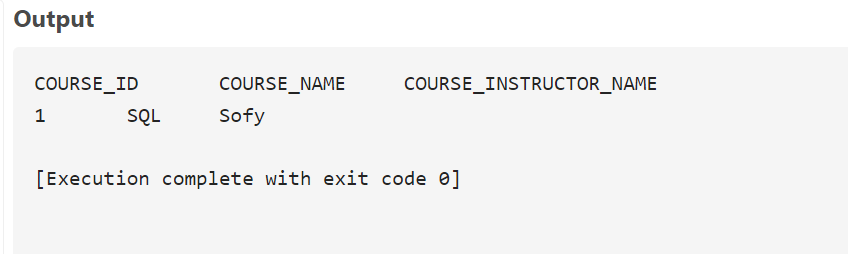 Output
COURSE_ID COURSE_NAME COURSE_INSTRUCTOR_NAME
1 SQL Sofy
[Execution complete with exit code 0]